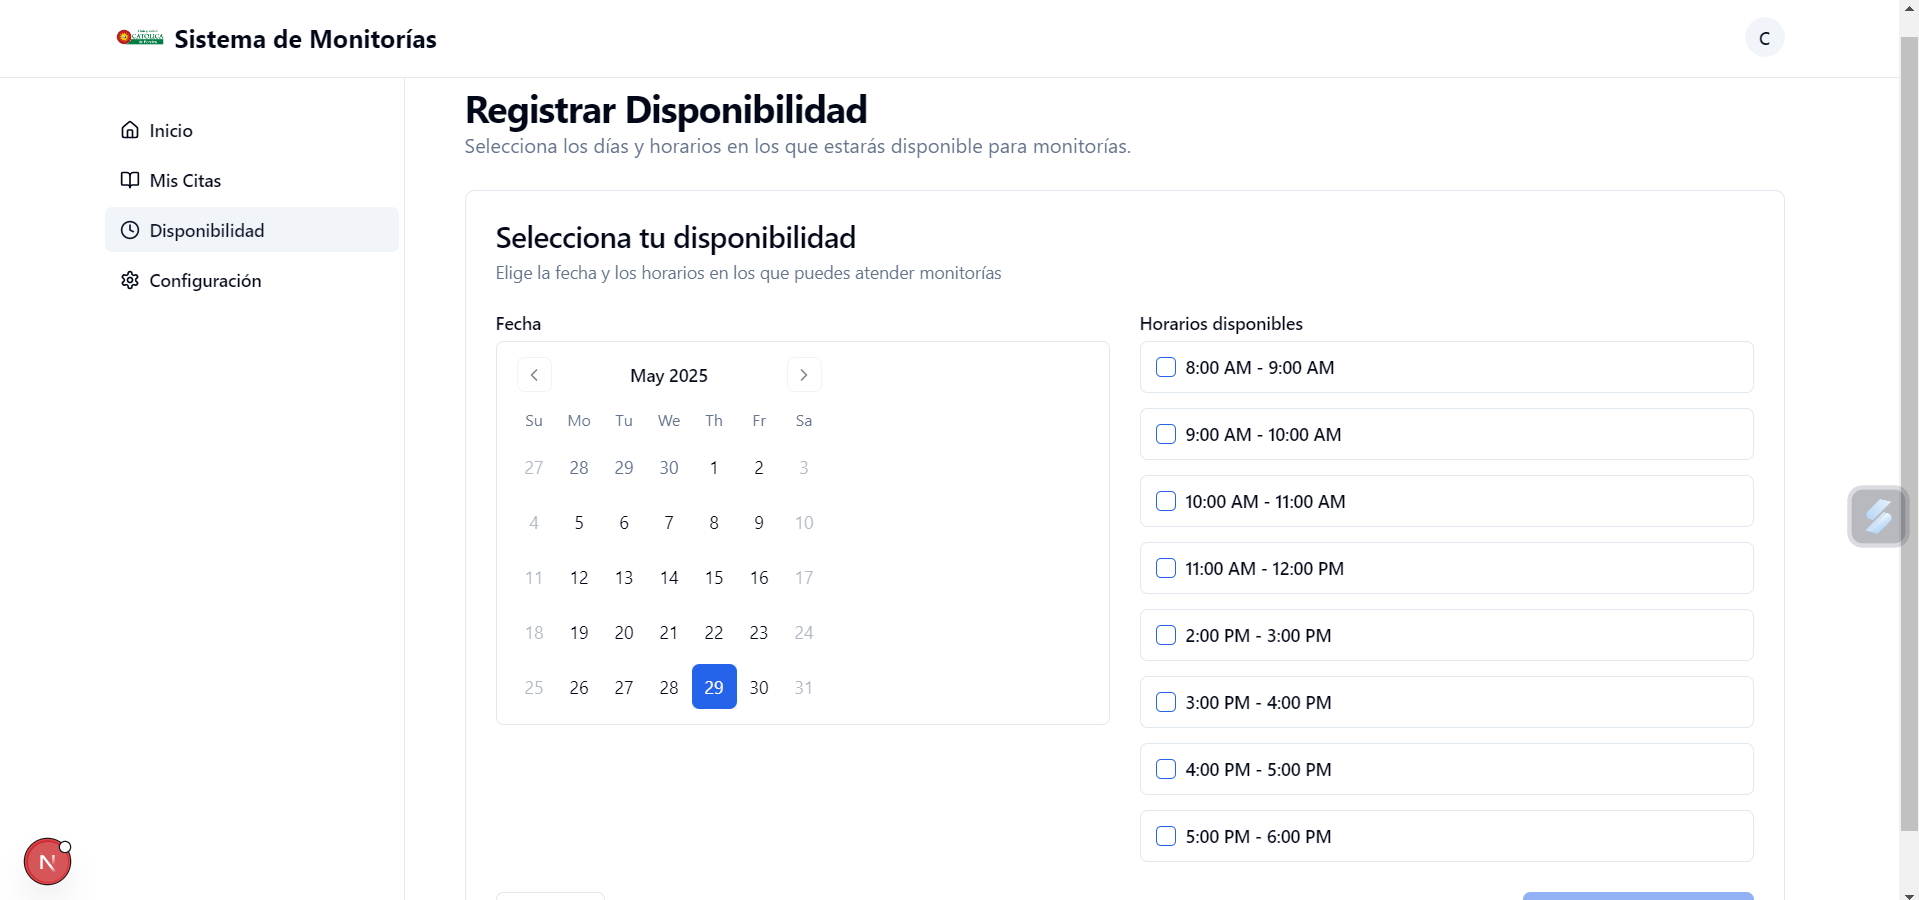 CATÓLICA
Sistema de Monitorías
C
Inicio
Mis Citas
Disponibilidad
Configuración
Registrar Disponibilidad
Selecciona los días y horarios en los que estarás disponible para monitorías.
Selecciona tu disponibilidad
Elige la fecha y los horarios en los que puedes atender monitorías
Fecha
May 2025
Su Mo Tu We Th Fr Sa
27 28 29 30 1 2 3
4 5 6 7 8 9 10
11 12 13 14 15 16 17
18 19 20 21 22 23 24
25 26 27 28 29 30 31
Horarios disponibles
8:00 AM - 9:00 AM
9:00 AM - 10:00 AM
10:00 AM - 11:00 AM
11:00 AM - 12:00 PM
2:00 PM - 3:00 PM
3:00 PM - 4:00 PM
4:00 PM - 5:00 PM
5:00 PM - 6:00 PM
N